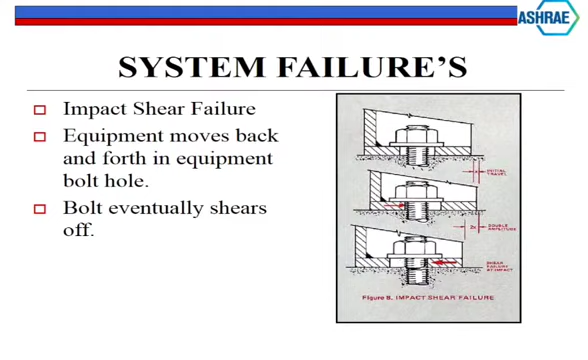 ASHRAE
SYSTEM FAILURE'S
Impact Shear Failure
Equipment moves back
and forth in equipment
bolt hole.
Bolt eventually shears
off.
INITIAL
TRAVEL
DOUBLE
AMPLITUDE
SHEAR
FAILURE
AT IMPACT
Figure 8. IMPACT SHEAR FAILURE